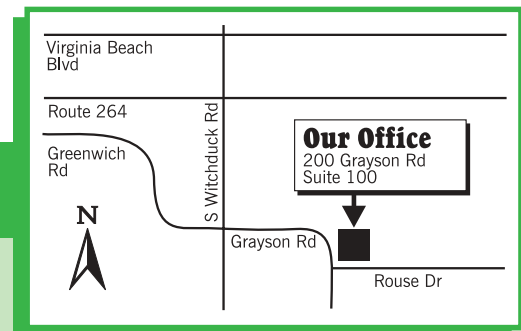 Virginia Beach
Blvd
Route 264
Greenwich
Rd
S Witchduck Rd
Our Office
200 Grayson Rd
Suite 100
N
Grayson Rd
Rouse Dr